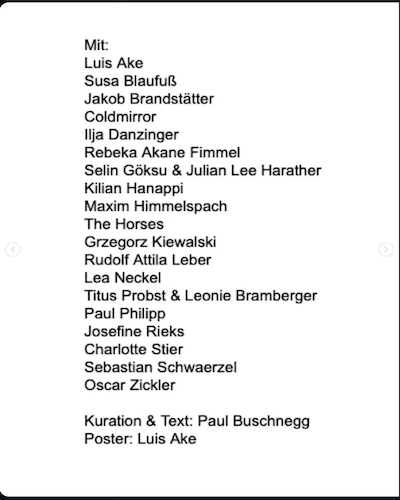 Mit:
Luis Ake
Susa Blaufuß
Jakob Brandstätter
Coldmirror
Ilja Danzinger
Rebeka Akane Fimmel
Selin Göksu & Julian Lee Harather
Kilian Hanappi
Maxim Himmelspach
The Horses
Grzegorz Kiewalski
Rudolf Attila Leber
Lea Neckel
Titus Probst & Leonie Bramberger
Paul Philipp
Josefine Rieks
Charlotte Stier
Sebastian Schwaerzel
Oscar Zickler
Kuration & Text: Paul Buschnegg
Poster: Luis Ake